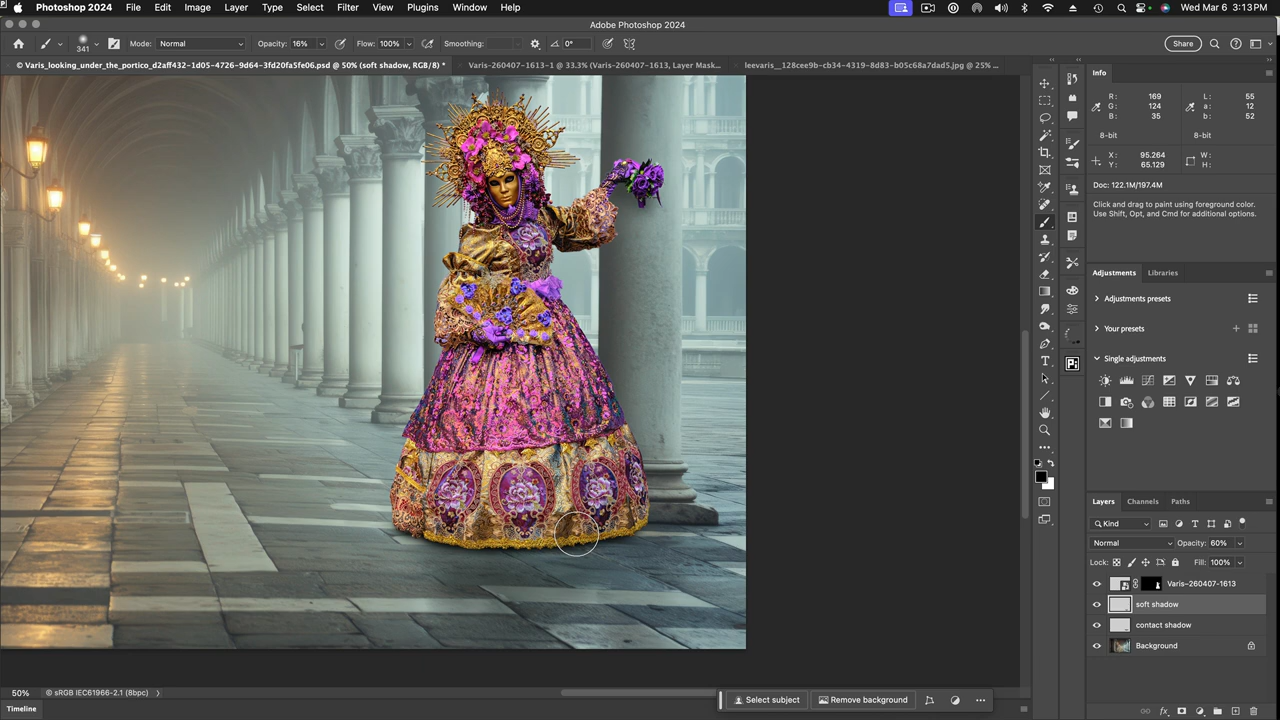 Photoshop 2024 File Edit Image Layer Type Select Filter View Plugins Window Help Wed Mar 6 3:13 PM
Adobe Photoshop 2024
341 Mode: Normal Opacity: 16% Flow: 100% Smoothing: 0° Share
© Varis_looking_under_the_portico_d2aff432-1d05-4726-9d64-3fd20fa5fe06.psd @ 50% (soft shadow, RGB/8) * Varis-260407-1613-1 @ 33.3% (Varis-260407-1613, Layer Mask... leevaris__128cee9b-cb34-4319-8d83-b05c68a7dad5.jpg @ 25% ...
Info
R: 169 L: 55
G: 124 a: 12
B: 35 b: 52
8-bit 8-bit
X: 95.264 W:
Y: 65.129 H:
Doc: 122.1M/197.4M
Click and drag to paint using foreground color.
Use Shift, Opt, and Cmd for additional options.
Adjustments Libraries
Adjustments presets
Your presets
Single adjustments
Layers Channels Paths
Kind
Normal Opacity: 60%
Lock: Fill: 100%
Varis-260407-1613
soft shadow
contact shadow
Background
50% © sRGB IEC61966-2.1 (8bpc)
Select subject Remove background
Timeline